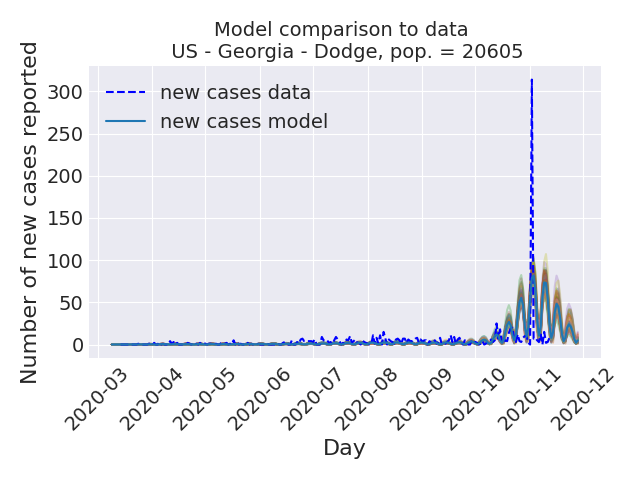 Model comparison to data
US - Georgia - Dodge, pop. = 20605
Number of new cases reported
300
250
200
150
100
50
0
new cases data
new cases model
2020-03
2020-04
2020-05
2020-06
2020-07
2020-08
2020-09
2020-10
2020-11
2020-12
Day